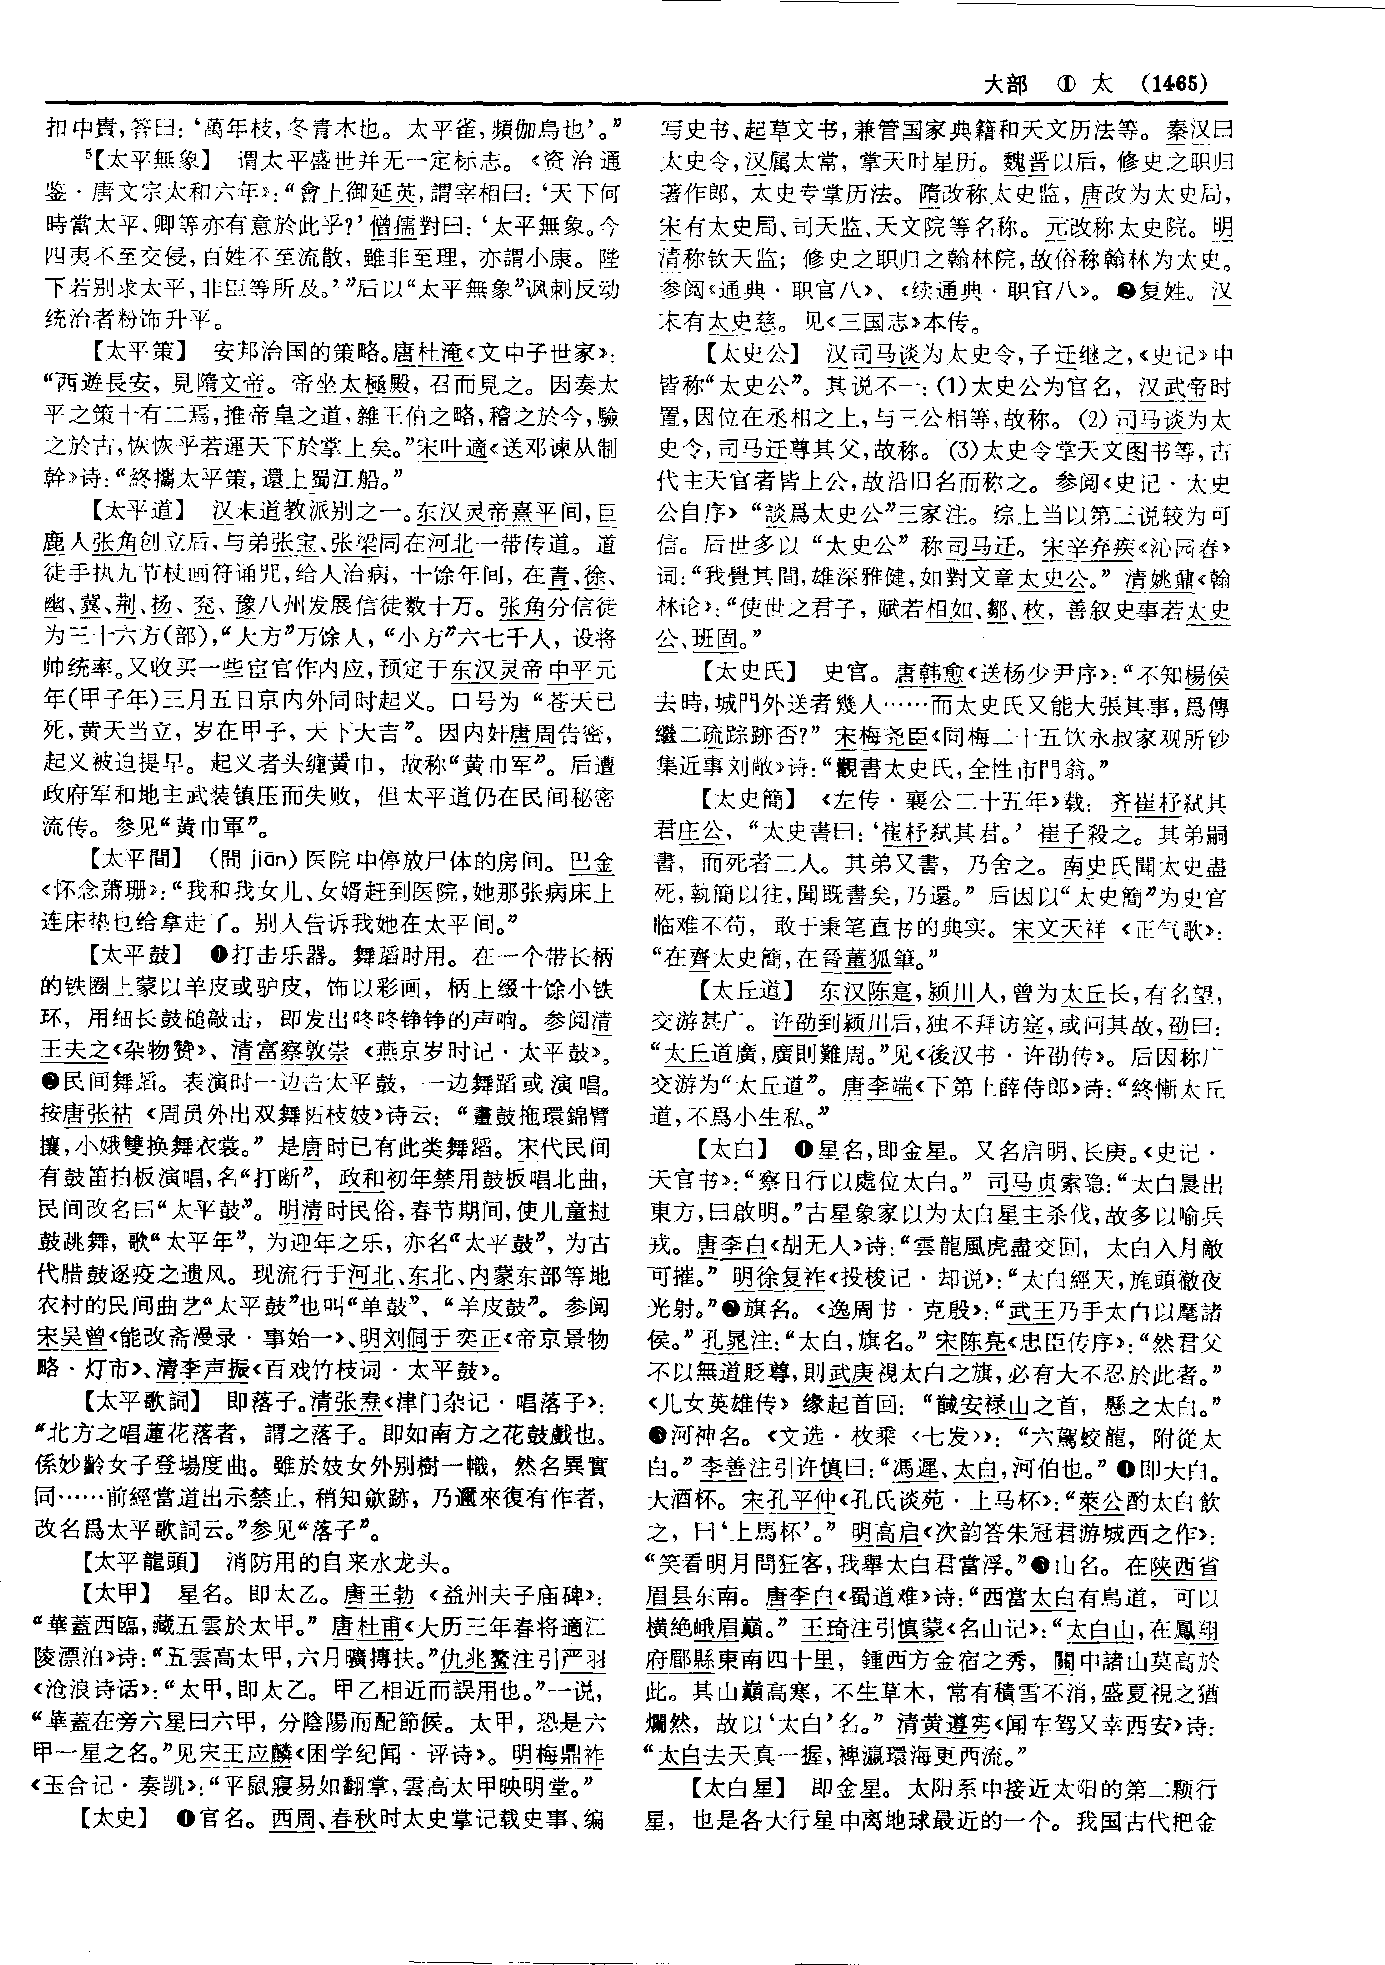 大部　①　太　(1465)
扣中貴,答曰:‘萬年枝,冬青木也。太平雀,頻伽鳥也’。”
⁵【太平無象】　谓太平盛世并无一定标志。《资治通
鉴·唐文宗太和六年》:“會上御延英,謂宰相曰:‘天下何
時當太平、卿等亦有意於此乎?’僧孺對曰:‘太平無象。今
四夷不至交侵,百姓不至流散,雖非至理,亦謂小康。陛
下若别求太平,非臣等所及。’”后以“太平無象”讽刺反动
统治者粉饰升平。
【太平策】　安邦治国的策略。唐杜淹《文中子世家》:
“西遊長安,見隋文帝。帝坐太極殿,召而見之。因奏太
平之策十有二焉,推帝皇之道,雜王伯之略,稽之於今,驗
之於古,恢恢乎若運天下於掌上矣。”宋叶適《送邓谏从制
幹》诗:“終攜太平策,還上蜀江船。”
【太平道】　汉末道教派别之一。东汉灵帝熹平间,巨
鹿人张角创立后、与弟张宝、张梁同在河北一带传道。道
徒手执九节杖画符诵咒,给人治病,十馀年间,在青、徐、
幽、冀、荆、扬、兖、豫八州发展信徒数十万。张角分信徒
为三十六方(部),“大方”万馀人,“小方”六七千人,设将
帅统率。又收买一些宦官作内应,预定于东汉灵帝中平元
年(甲子年)三月五日京内外同时起义。口号为“苍天已
死,黄天当立,岁在甲子,天下大吉”。因内奸唐周告密,
起义被迫提早。起义者头缠黄巾,故称“黄巾军”。后遭
政府军和地主武装镇压而失败,但太平道仍在民间秘密
流传。参见“黄巾軍”。
【太平間】　(間 jiān)医院中停放尸体的房间。巴金
《怀念萧珊》:“我和我女儿、女婿赶到医院,她那张病床上
连床垫也给拿走了。别人告诉我她在太平间。”
【太平鼓】　❶打击乐器。舞蹈时用。在一个带长柄
的铁圈上蒙以羊皮或驴皮,饰以彩画,柄上缀十馀小铁
环,用细长鼓槌敲击,即发出咚咚铮铮的声响。参阅清
王夫之《杂物赞》、清富察敦崇《燕京岁时记·太平鼓》。
❷民间舞蹈。表演时一边击太平鼓,一边舞蹈或演唱。
按唐张祜《周员外出双舞柘枝妓》诗云:“畫鼓拖環錦臂
攘,小娥雙换舞衣裳。”是唐时已有此类舞蹈。宋代民间
有鼓笛拍板演唱,名“打断”,政和初年禁用鼓板唱北曲,
民间改名曰“太平鼓”。明清时民俗,春节期间,使儿童挝
鼓跳舞,歌“太平年”,为迎年之乐,亦名“太平鼓”,为古
代腊鼓逐疫之遗风。现流行于河北、东北、内蒙东部等地
农村的民间曲艺“太平鼓”也叫“单鼓”、“羊皮鼓”。参阅
宋吴曾《能改斋漫录·事始一》、明刘侗于奕正《帝京景物
略·灯市》、清李声振《百戏竹枝词·太平鼓》。
【太平歌詞】　即落子。清张焘《津门杂记·唱落子》:
“北方之唱蓮花落者,謂之落子。即如南方之花鼓戲也。
係妙齡女子登場度曲。雖於妓女外别樹一幟,然名異實
同……前經當道出示禁止,稍知斂跡,乃邇來復有作者,
改名爲太平歌詞云。”参见“落子”。
【太平龍頭】　消防用的自来水龙头。
【太甲】　星名。即太乙。唐王勃《益州夫子庙碑》:
“華蓋西臨,藏五雲於太甲。”唐杜甫《大历三年春将適江
陵漂泊》诗:“五雲高太甲,六月曠摶扶。”仇兆鳌注引严羽
《沧浪诗话》:“太甲,即太乙。甲乙相近而誤用也。”一说,
“華蓋在旁六星曰六甲,分陰陽而配節候。太甲,恐是六
甲一星之名。”见宋王应麟《困学纪闻·评诗》。明梅鼎祚
《玉合记·奏凯》:“平鼠寢易如翻掌,雲高太甲映明堂。”
【太史】　❶官名。西周、春秋时太史掌记载史事、编
写史书、起草文书,兼管国家典籍和天文历法等。秦汉曰
太史令,汉属太常,掌天时星历。魏晋以后,修史之职归
著作郎,太史专掌历法。隋改称太史监,唐改为太史局,
宋有太史局、司天监、天文院等名称。元改称太史院。明
清称钦天监;修史之职归之翰林院,故俗称翰林为太史。
参阅《通典·职官八》、《续通典·职官八》。❷复姓。汉
末有太史慈。见《三国志》本传。
【太史公】　汉司马谈为太史令,子迁继之,《史记》中
皆称“太史公”。其说不一:(1)太史公为官名,汉武帝时
置,因位在丞相之上,与三公相等,故称。(2)司马谈为太
史令,司马迁尊其父,故称。(3)太史令掌天文图书等,古
代主天官者皆上公,故沿旧名而称之。参阅《史记·太史
公自序》“談爲太史公”三家注。综上当以第三说较为可
信。后世多以“太史公”称司马迁。宋辛弃疾《沁园春》
词:“我覺其間,雄深雅健,如對文章太史公。”清姚鼐《翰
林论》:“使世之君子,賦若相如、鄒、枚,善叙史事若太史
公、班固。”
【太史氏】　史官。唐韩愈《送杨少尹序》:“不知楊侯
去時,城門外送者幾人……而太史氏又能大張其事,爲傳
繼二疏踪跡否?”宋梅尧臣《同梅二十五饮永叔家观所钞
集近事刘敞》诗:“觀書太史氏,全性市門翁。”
【太史簡】　《左传·襄公二十五年》载:齐崔杼弑其
君庄公,“太史書曰:‘崔杼弑其君。’崔子殺之。其弟嗣
書,而死者二人。其弟又書,乃舍之。南史氏聞太史盡
死,執簡以往,聞既書矣,乃還。”后因以“太史簡”为史官
临难不苟,敢于秉笔直书的典实。宋文天祥《正气歌》:
“在齊太史簡,在晉董狐筆。”
【太丘道】　东汉陈寔,颍川人,曾为太丘长,有名望,
交游甚广。许劭到颍川后,独不拜访寔,或问其故,劭曰:
“太丘道廣,廣則難周。”见《後汉书·许劭传》。后因称广
交游为“太丘道”。唐李端《下第上薛侍郎》诗:“終慚太丘
道,不爲小生私。”
【太白】　❶星名,即金星。又名启明、长庚。《史记·
天官书》:“察日行以處位太白。”司马贞索隐:“太白晨出
東方,曰啟明。”古星象家以为太白星主杀伐,故多以喻兵
戎。唐李白《胡无人》诗:“雲龍風虎盡交回,太白入月敵
可摧。”明徐复祚《投梭记·却说》:“太白經天,旄頭徹夜
光射。”❷旗名。《逸周书·克殷》:“武王乃手太白以麾諸
侯。”孔晁注:“太白,旗名。”宋陈亮《忠臣传序》:“然君父
不以無道貶尊,則武庚視太白之旗,必有大不忍於此者。”
《儿女英雄传》缘起首回:“馘安禄山之首,懸之太白。”
❸河神名。《文选·枚乘〈七发〉》:“六駕蛟龍,附從太
白。”李善注引许慎曰:“馮遲、太白,河伯也。”❹即大白。
大酒杯。宋孔平仲《孔氏谈苑·上马杯》:“萊公酌太白飲
之,曰‘上馬杯’。”明高启《次韵答朱冠君游城西之作》:
“笑看明月問狂客,我舉太白君當浮。”❺山名。在陕西省
眉县东南。唐李白《蜀道难》诗:“西當太白有鳥道,可以
横絶峨眉巔。”王琦注引慎蒙《名山记》:“太白山,在鳳翔
府郿縣東南四十里,鍾西方金宿之秀,關中諸山莫高於
此。其山巔高寒,不生草木,常有積雪不消,盛夏視之猶
爛然,故以‘太白’名。”清黄遵宪《闻车驾又幸西安》诗:
“太白去天真一握,裨瀛環海更西流。”
【太白星】　即金星。太阳系中接近太阳的第二颗行
星,也是各大行星中离地球最近的一个。我国古代把金